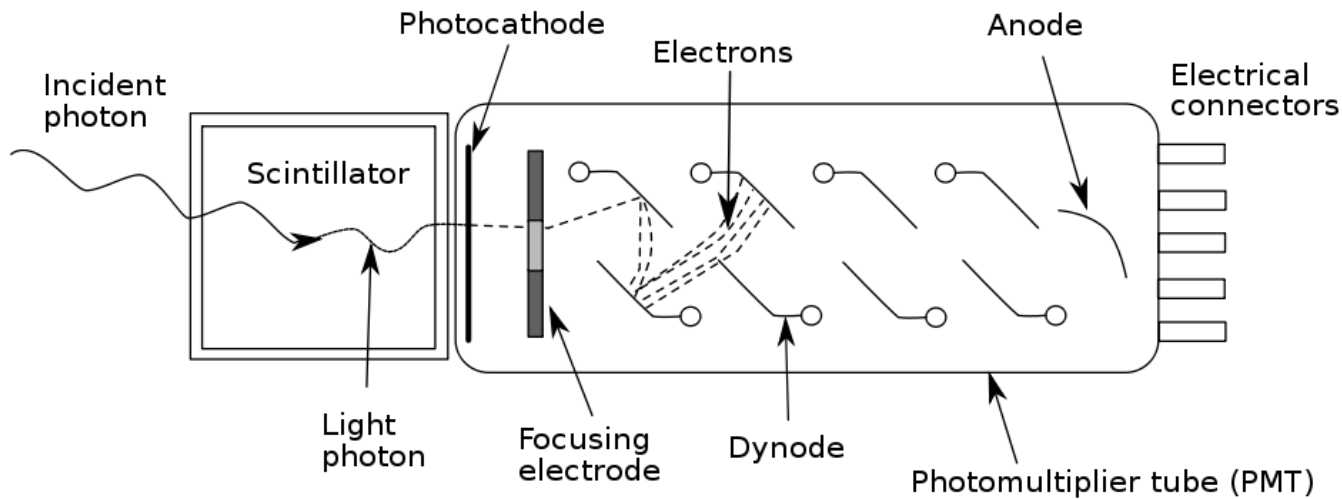 Photocathode
Anode
Electrons
Incident
photon
Electrical
connectors
Scintillator
Light
photon
Focusing
electrode
Dynode
Photomultiplier tube (PMT)